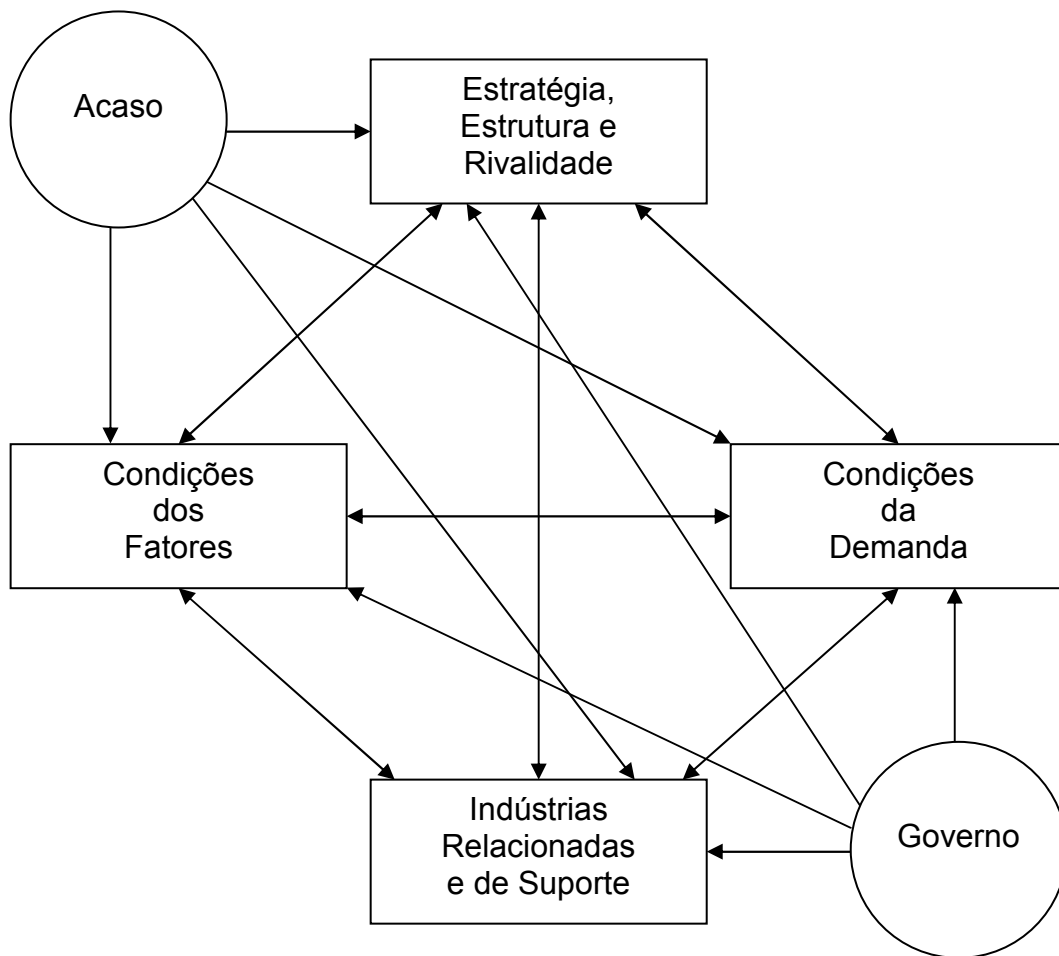 Acaso
Estratégia,
Estrutura e
Rivalidade
Condições
dos
Fatores
Condições
da
Demanda
Indústrias
Relacionadas
e de Suporte
Governo